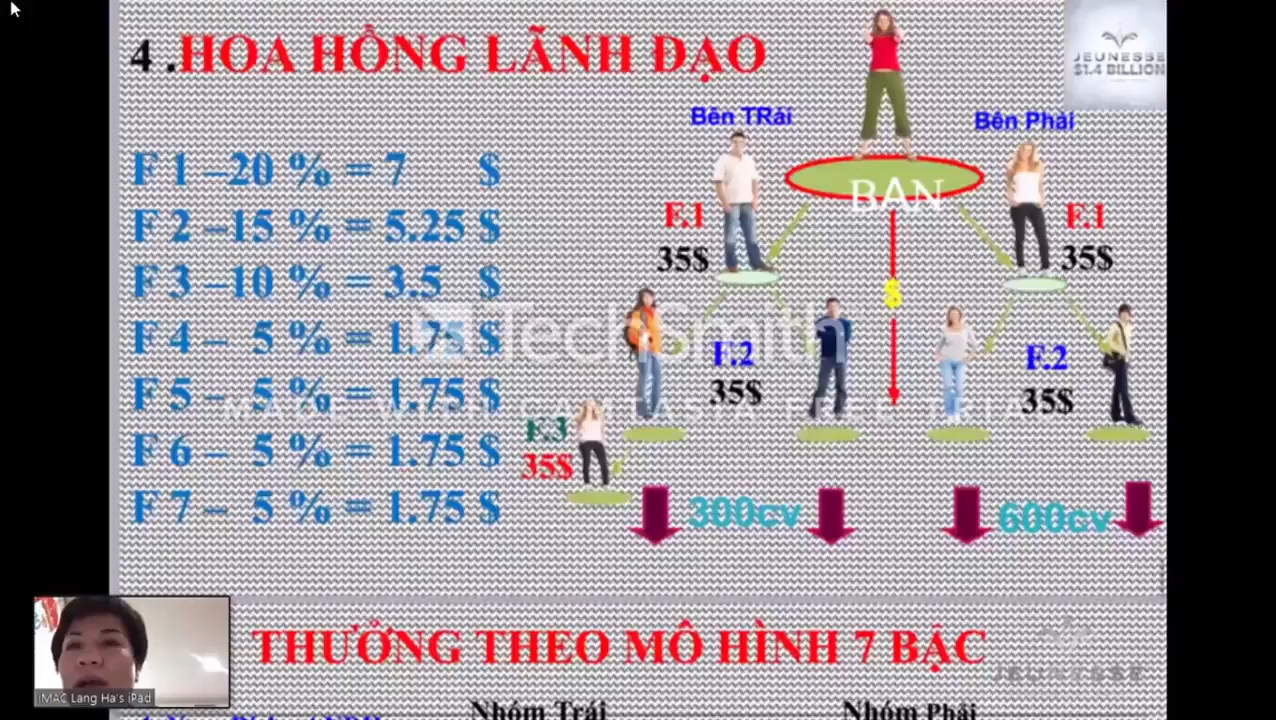 4 .HOA HỒNG LÃNH ĐẠO
JEUNESSE
$1.4 BILLION
Bên TRái
Bên Phải
F 1 –20 % = 7 $
F 2 –15 % = 5.25 $
F 3 –10 % = 3.5 $
F 4 – 5 % = 1.75 $
F 5 – 5 % = 1.75 $
F 6 – 5 % = 1.75 $
F 7 – 5 % = 1.75 $
BẠN
F.1
35$
F.1
35$
$
TechSmith
F.2
35$
F.2
35$
F.3
35$
300cv
600cv
THƯỞNG THEO MÔ HÌNH 7 BẬC
JEUNESSE
iMAC Lang Ha's iPad
Nhóm Trái
Nhóm Phải